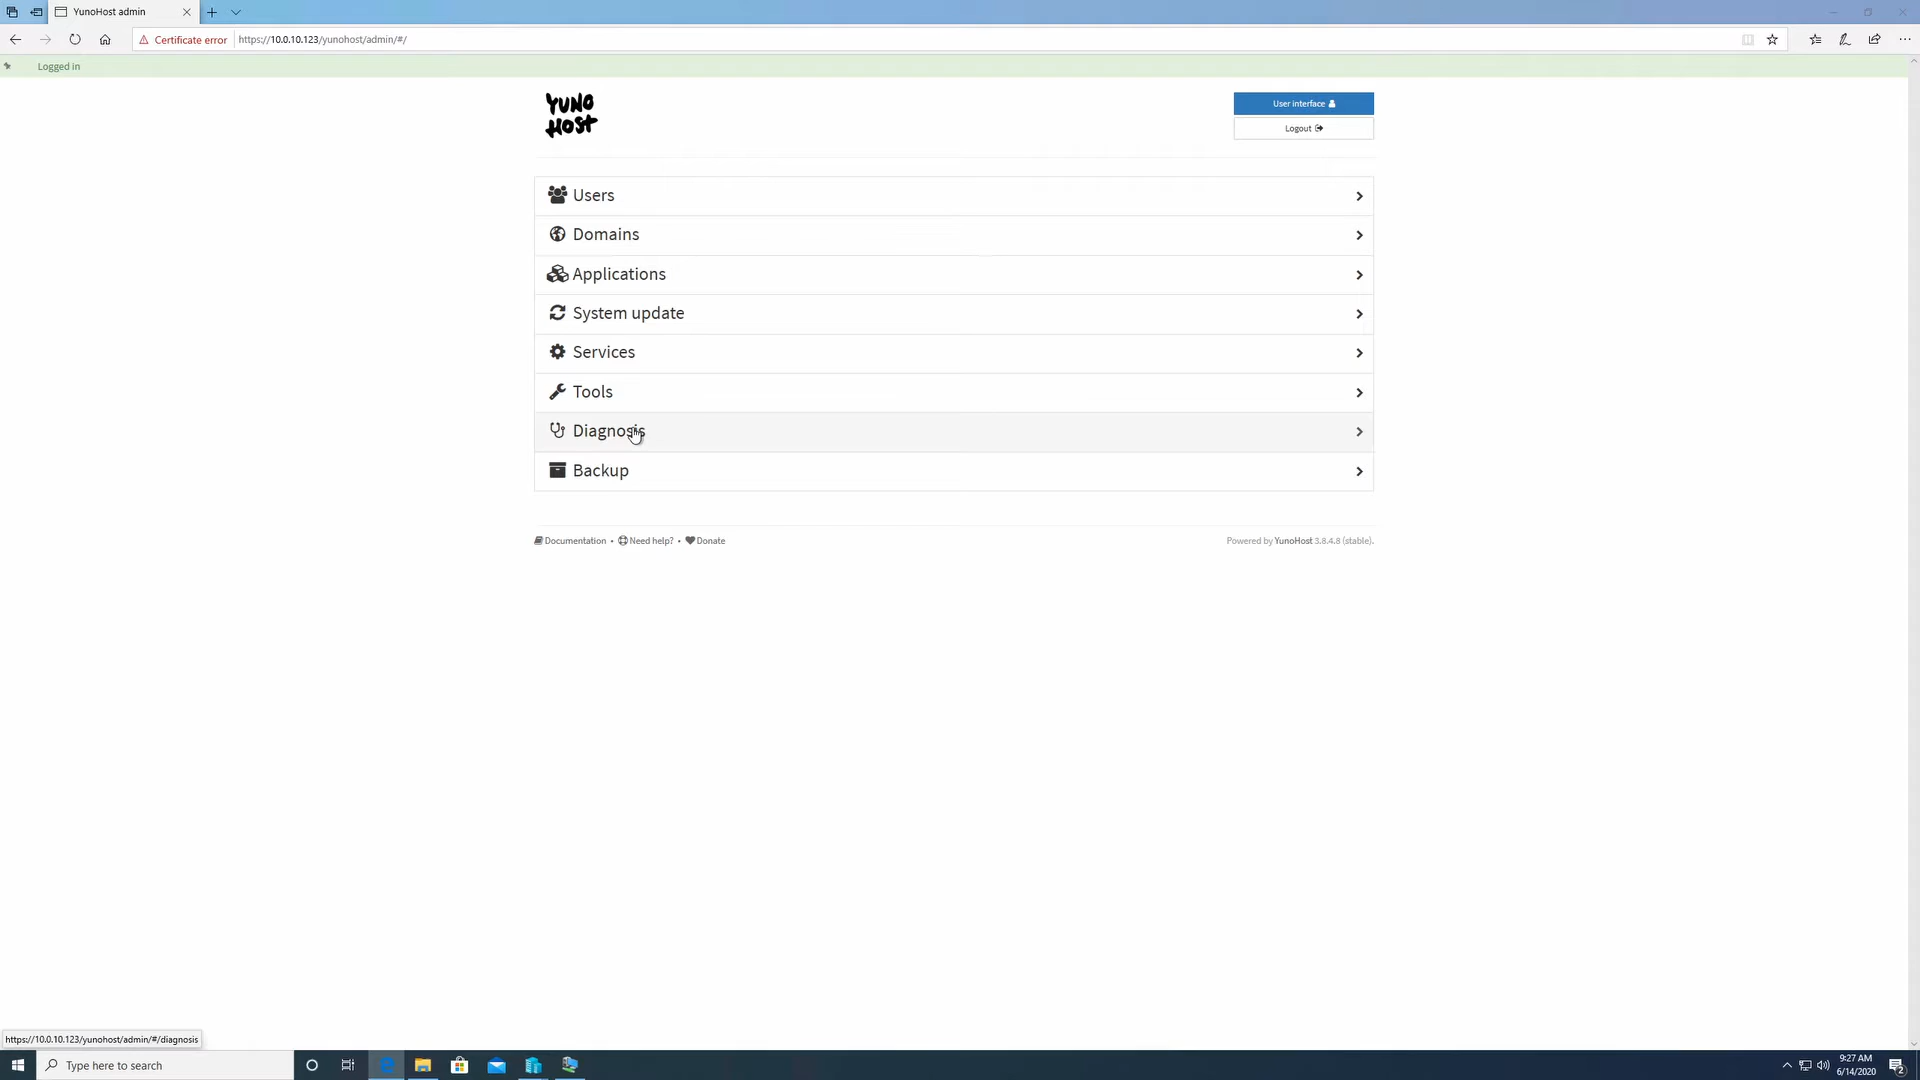 YunoHost admin
Certificate error https://10.0.10.123/yunohost/admin/#/
Logged in
YUNO
HOST
User interface
Logout
Users
Domains
Applications
System update
Services
Tools
Diagnosis
Backup
Documentation • Need help? • Donate
Powered by YunoHost 3.8.4.8 (stable).
https://10.0.10.123/yunohost/admin/#/diagnosis
Type here to search
9:27 AM
6/14/2020
2